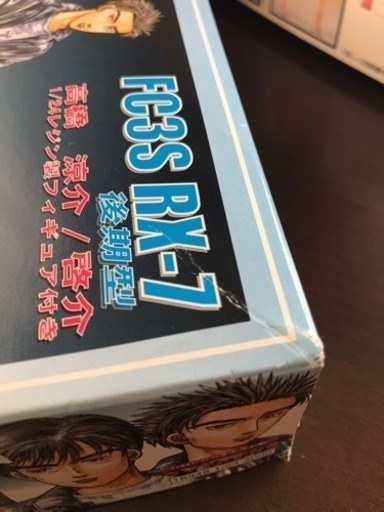 FC3S RX-7
後期型
高橋 涼介 / 啓介
1/24レジン製フィギュア付き